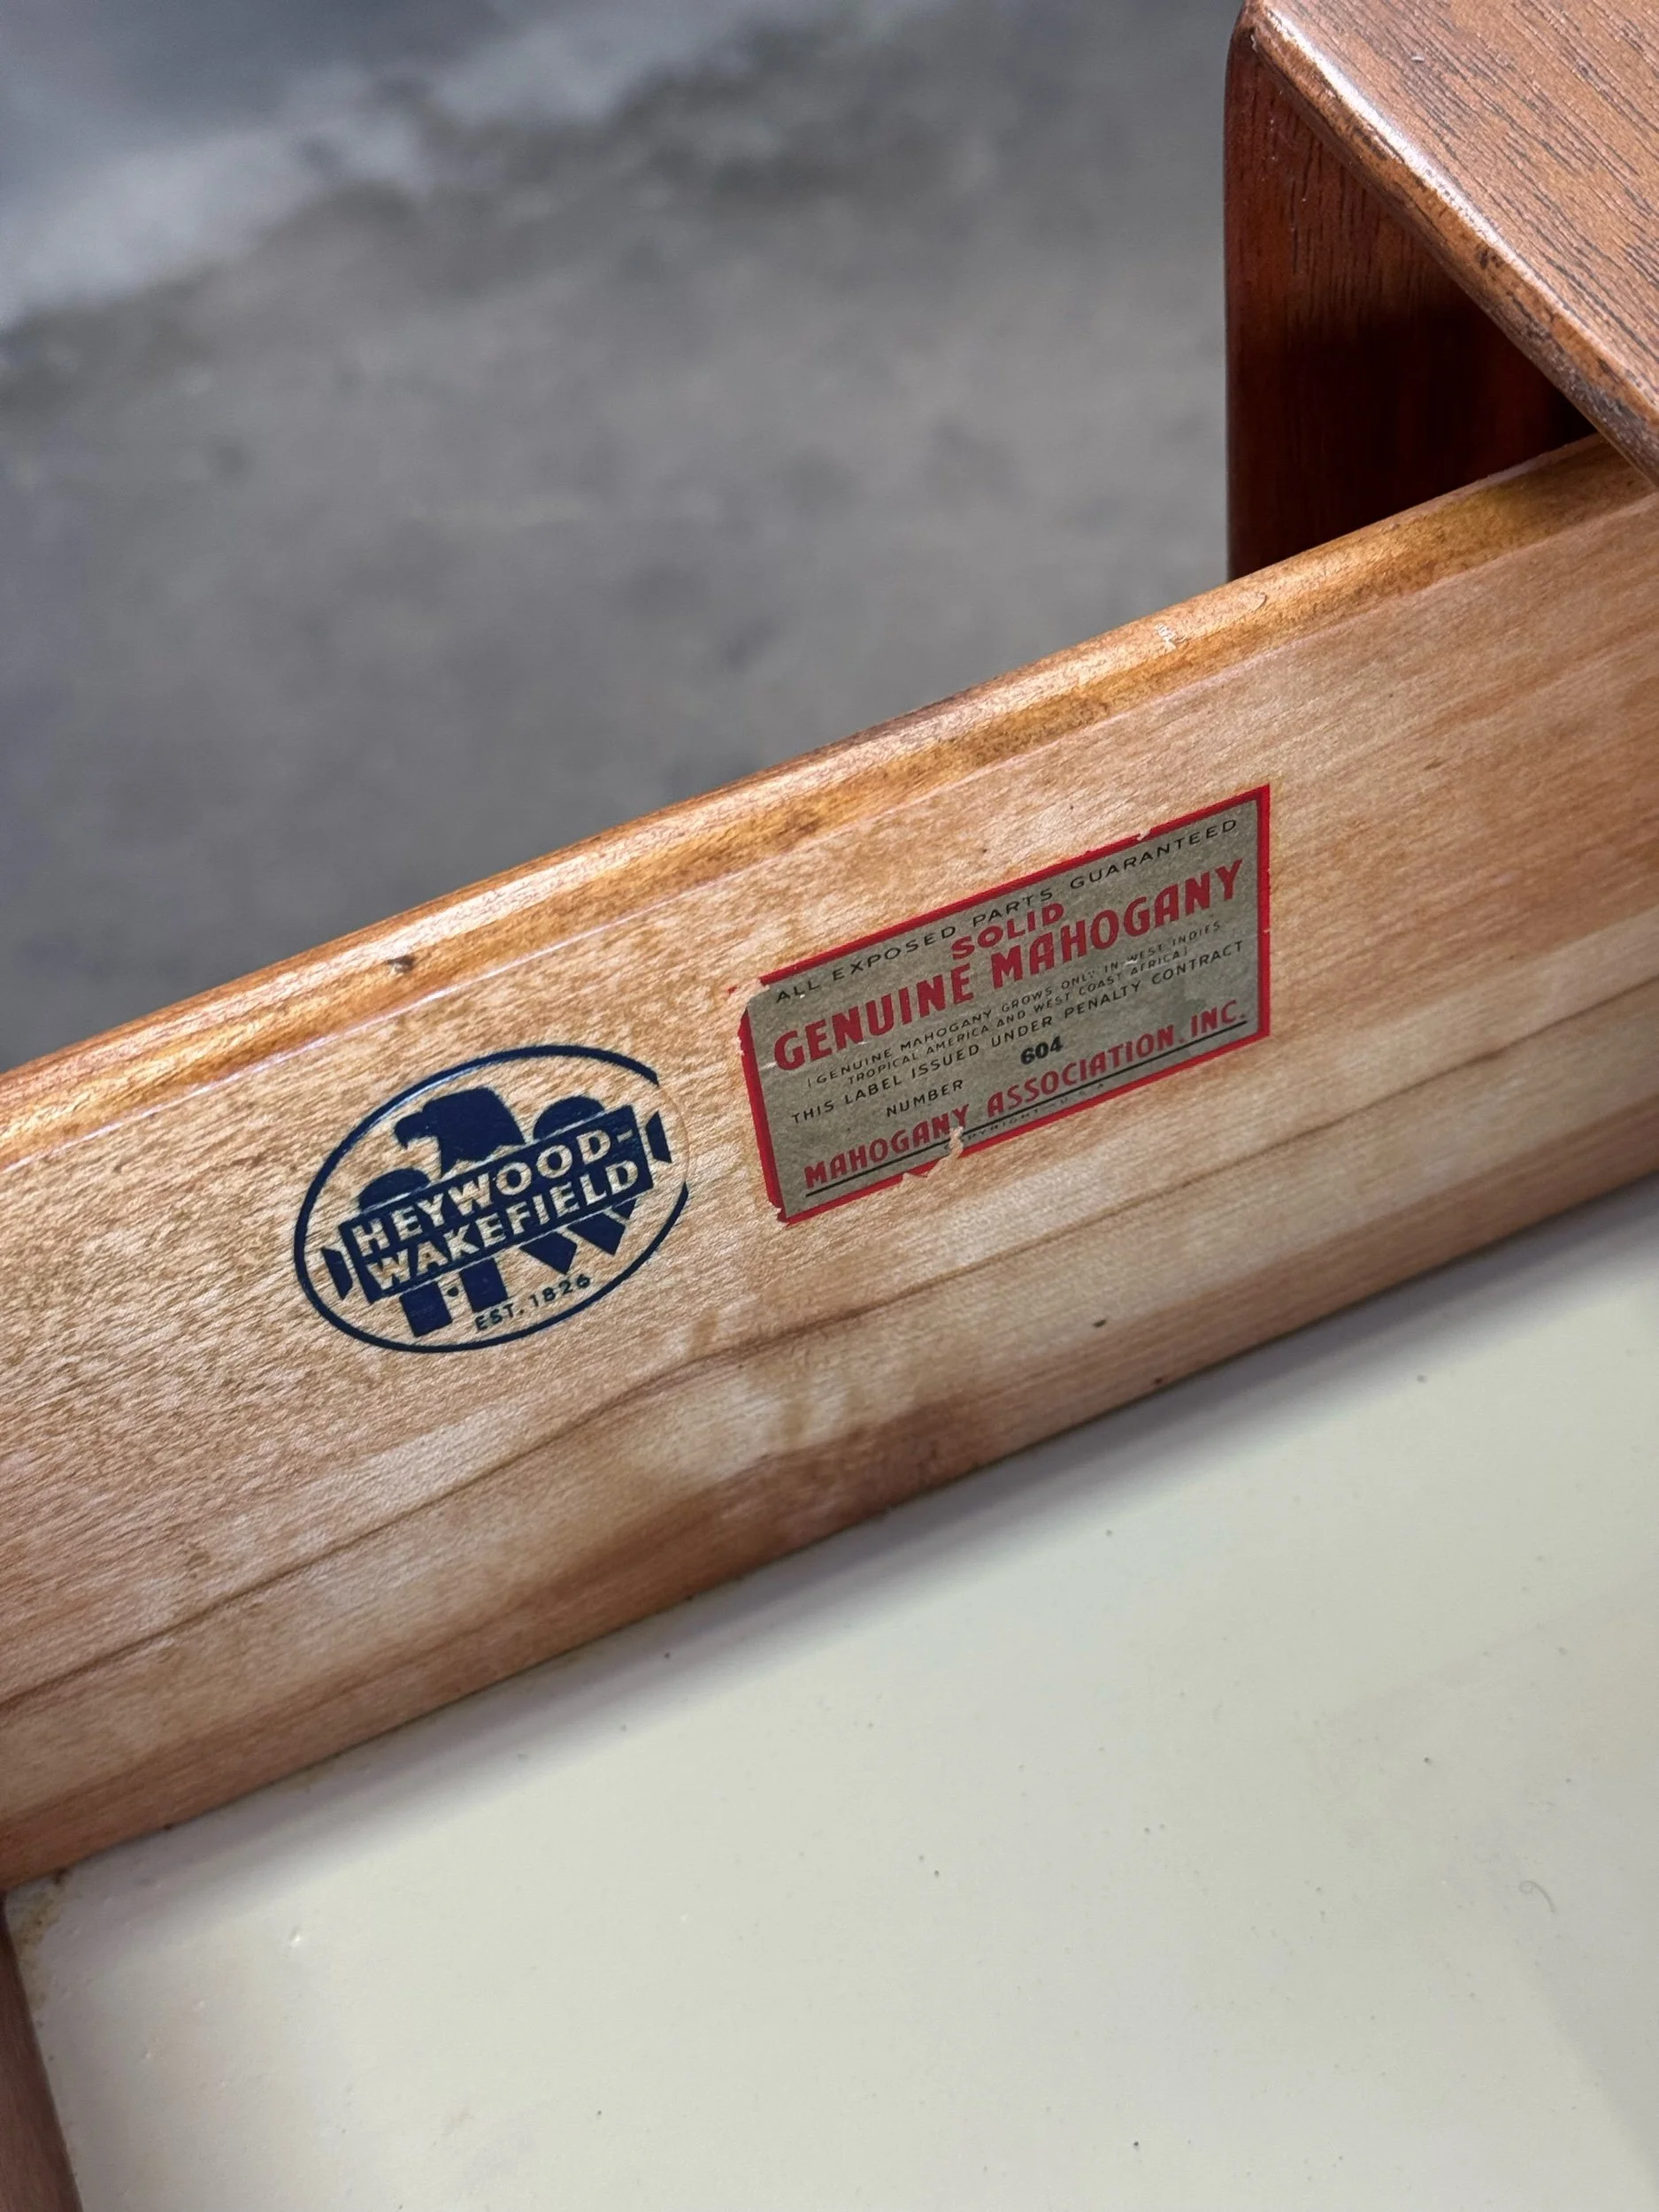 HEYWOOD-
WAKEFIELD
EST. 1826
ALL EXPOSED PARTS GUARANTEED
SOLID
GENUINE MAHOGANY
(GENUINE MAHOGANY GROWS ONLY IN WEST INDIES
TROPICAL AMERICA AND WEST COAST AFRICA)
THIS LABEL ISSUED UNDER PENALTY CONTRACT
NUMBER 604
MAHOGANY ASSOCIATION, INC.